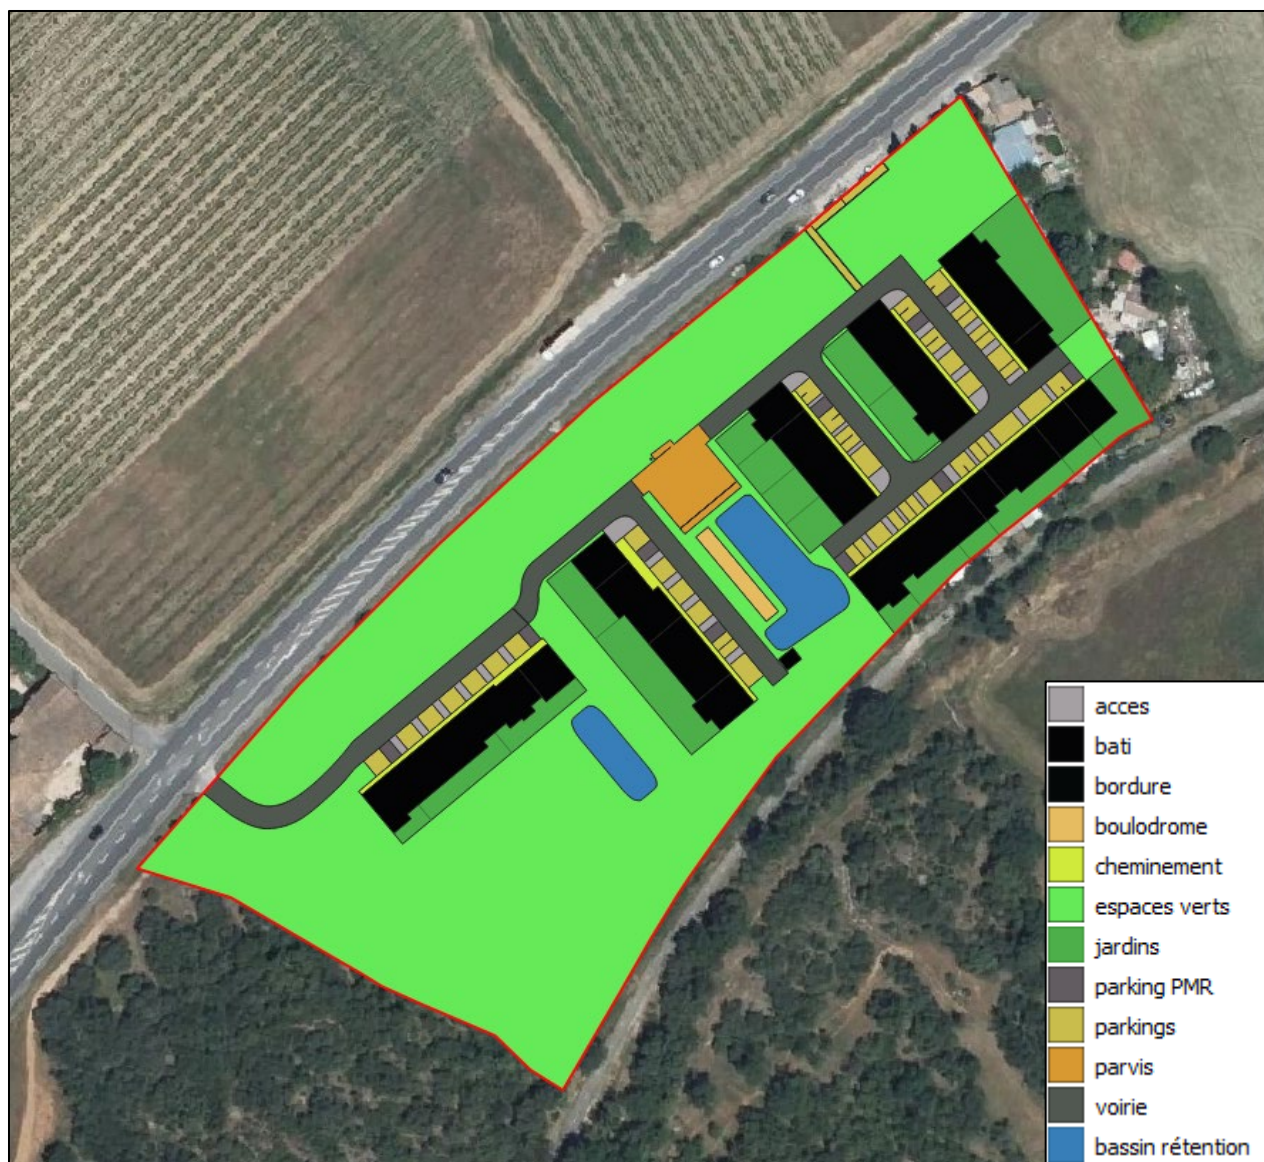 acces
bati
bordure
boulodrome
cheminement
espaces verts
jardins
parking PMR
parkings
parvis
voirie
bassin rétention